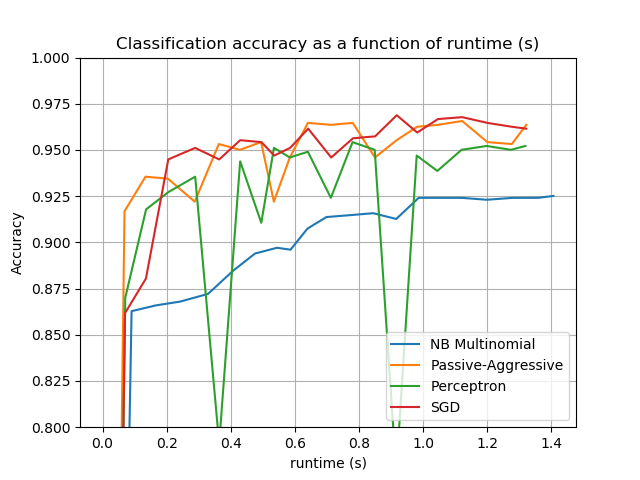 Classification accuracy as a function of runtime (s)
1.000
0.975
0.950
0.925
0.900
0.875
0.850
0.825
0.800
Accuracy
NB Multinomial
Passive-Aggressive
Perceptron
SGD
0.0 0.2 0.4 0.6 0.8 1.0 1.2 1.4
runtime (s)